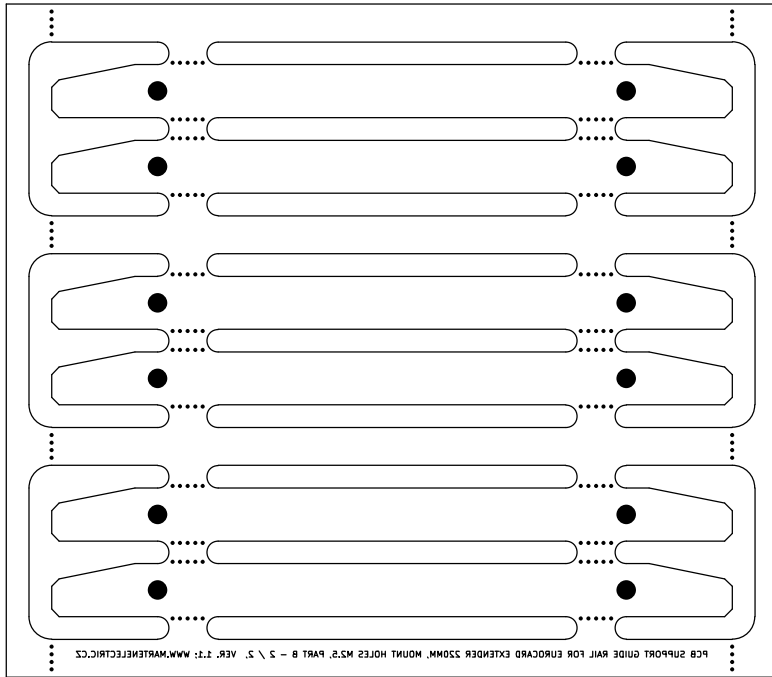 PCB SUPPORT GUIDE RAIL FOR EUROCARD EXTENDER 220MM, MOUNT HOLES M2.5, PART B - 2 / 2, VER. 1.1; WWW.MARTENELECTRIC.CZ